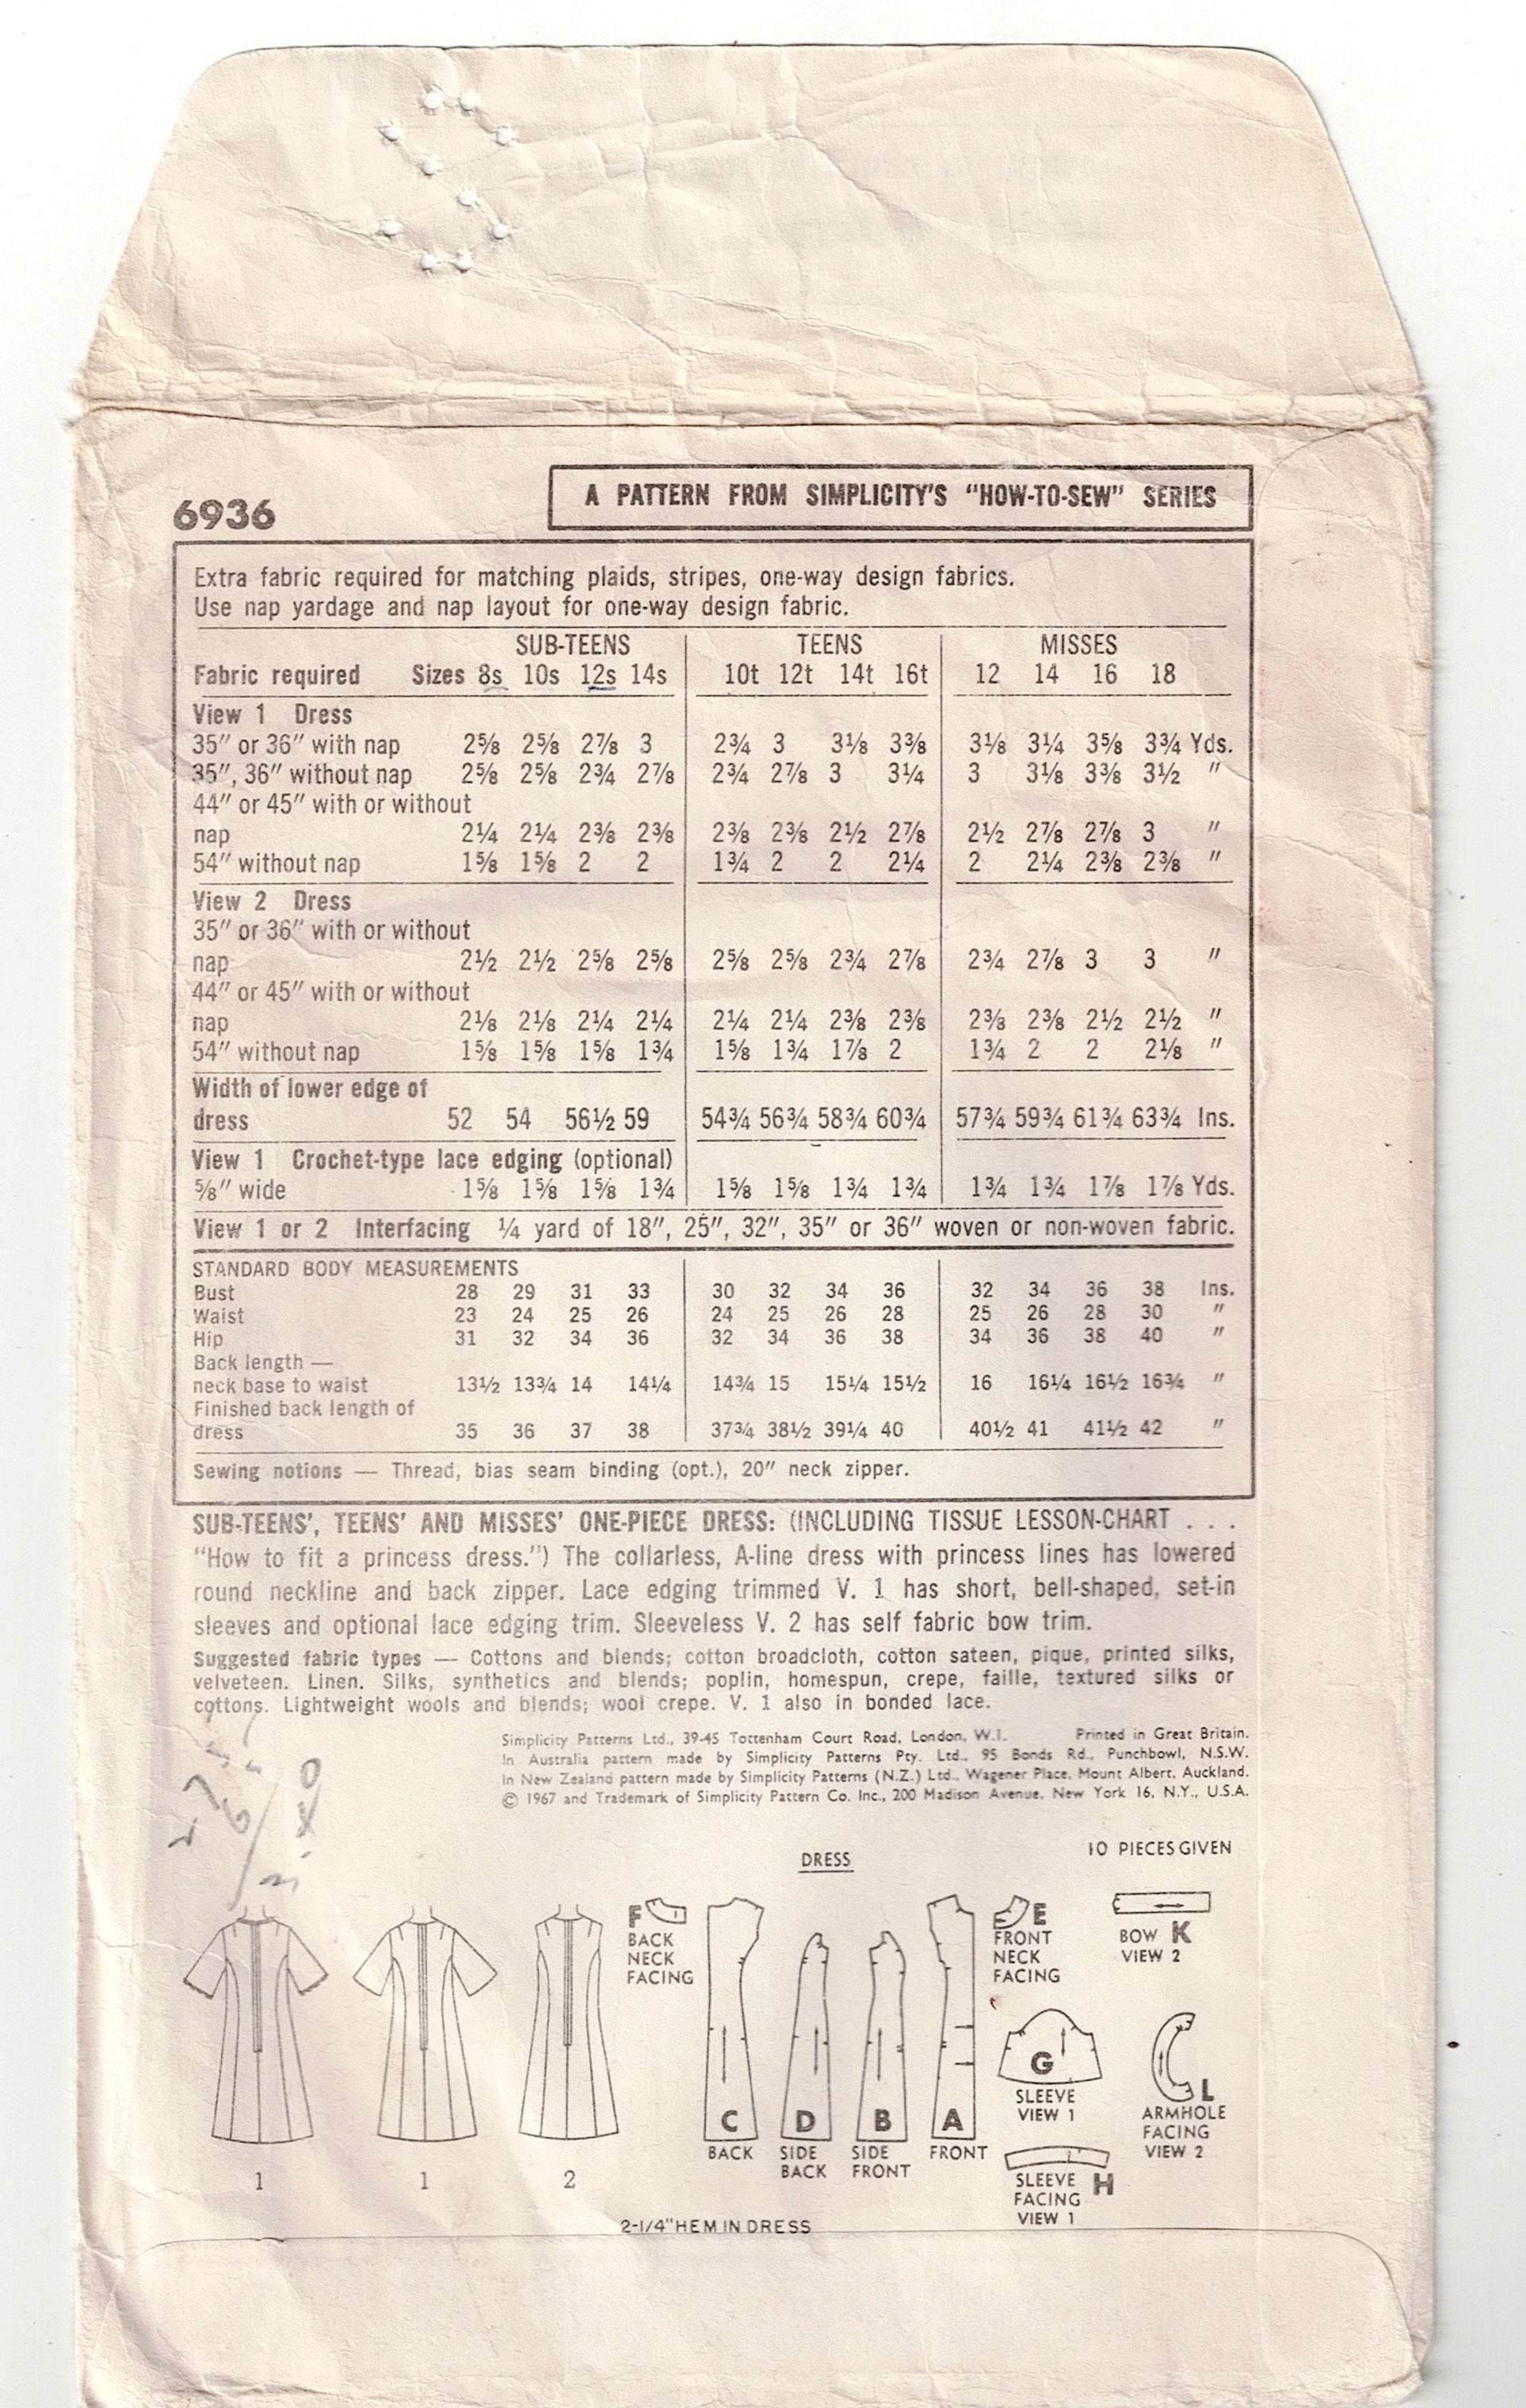 6936
A PATTERN FROM SIMPLICITY'S "HOW-TO-SEW" SERIES
Extra fabric required for matching plaids, stripes, one-way design fabrics.
Use nap yardage and nap layout for one-way design fabric.
SUB-TEENS TEENS MISSES
Fabric required Sizes 8s 10s 12s 14s 10t 12t 14t 16t 12 14 16 18
View 1 Dress
35" or 36" with nap 2⅝ 2⅝ 2⅞ 3 2¾ 3 3⅛ 3⅜ 3⅛ 3¼ 3⅝ 3¾ Yds.
35", 36" without nap 2⅝ 2⅝ 2¾ 2⅞ 2¾ 2⅞ 3 3¼ 3 3⅛ 3⅜ 3½ "
44" or 45" with or without
nap 2¼ 2¼ 2⅜ 2⅜ 2⅜ 2⅜ 2½ 2⅞ 2½ 2⅞ 2⅞ 3 "
54" without nap 1⅝ 1⅝ 2 2 1¾ 2 2 2¼ 2 2¼ 2⅜ 2⅜ "
View 2 Dress
35" or 36" with or without
nap 2½ 2½ 2⅝ 2⅝ 2⅝ 2⅝ 2¾ 2⅞ 2¾ 2⅞ 3 3 "
44" or 45" with or without
nap 2⅛ 2⅛ 2¼ 2¼ 2¼ 2¼ 2⅜ 2⅜ 2⅜ 2⅜ 2½ 2½ "
54" without nap 1⅝ 1⅝ 1⅝ 1¾ 1⅝ 1¾ 1⅞ 2 1¾ 2 2 2⅛ "
Width of lower edge of
dress 52 54 56½ 59 54¾ 56¾ 58¾ 60¾ 57¾ 59¾ 61¾ 63¾ Ins.
View 1 Crochet-type lace edging (optional)
⅝" wide 1⅝ 1⅝ 1⅝ 1¾ 1⅝ 1⅝ 1¾ 1¾ 1¾ 1¾ 1⅞ 1⅞ Yds.
View 1 or 2 Interfacing ¼ yard of 18", 25", 32", 35" or 36" woven or non-woven fabric.
STANDARD BODY MEASUREMENTS
Bust 28 29 31 33 30 32 34 36 32 34 36 38 Ins.
Waist 23 24 25 26 24 25 26 28 25 26 28 30 "
Hip 31 32 34 36 32 34 36 38 34 36 38 40 "
Back length —
neck base to waist 13½ 13¾ 14 14¼ 14¾ 15 15¼ 15½ 16 16¼ 16½ 16¾ "
Finished back length of
dress 35 36 37 38 37¾ 38½ 39¼ 40 40½ 41 41½ 42 "
Sewing notions — Thread, bias seam binding (opt.), 20" neck zipper.
SUB-TEENS', TEENS' AND MISSES' ONE-PIECE DRESS: (INCLUDING TISSUE LESSON-CHART . . .
"How to fit a princess dress.") The collarless, A-line dress with princess lines has lowered
round neckline and back zipper. Lace edging trimmed V. 1 has short, bell-shaped, set-in
sleeves and optional lace edging trim. Sleeveless V. 2 has self fabric bow trim.
Suggested fabric types — Cottons and blends; cotton broadcloth, cotton sateen, pique, printed silks,
velveteen. Linen. Silks, synthetics and blends; poplin, homespun, crepe, faille, textured silks or
cottons. Lightweight wools and blends; wool crepe. V. 1 also in bonded lace.
Simplicity Patterns Ltd., 39-45 Tottenham Court Road, London, W.1. Printed in Great Britain.
In Australia pattern made by Simplicity Patterns Pty. Ltd., 95 Bonds Rd., Punchbowl, N.S.W.
In New Zealand pattern made by Simplicity Patterns (N.Z.) Ltd., Wagener Place, Mount Albert, Auckland.
© 1967 and Trademark of Simplicity Pattern Co. Inc., 200 Madison Avenue, New York 16, N.Y., U.S.A.
DRESS
10 PIECES GIVEN
F
BACK
NECK
FACING
E
FRONT
NECK
FACING
BOW K
VIEW 2
C
BACK
D
SIDE
BACK
B
SIDE
FRONT
A
FRONT
G
SLEEVE
VIEW 1
L
ARMHOLE
FACING
VIEW 2
SLEEVE H
FACING
VIEW 1
1 1 2
2-1/4" HEM IN DRESS